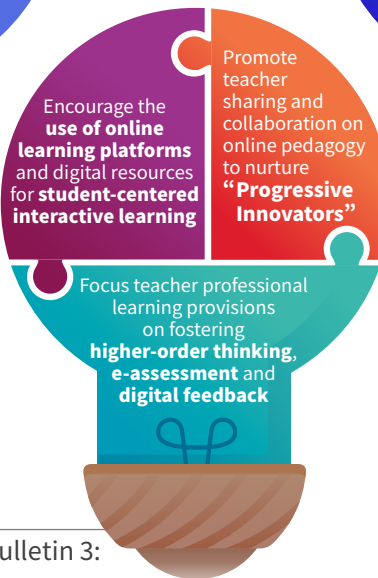 Encourage the
use of online
learning platforms
and digital resources
for student-centered
interactive learning
Promote
teacher
sharing and
collaboration on
online pedagogy
to nurture
“Progressive
Innovators”
Focus teacher professional
learning provisions
on fostering
higher-order thinking,
e-assessment and
digital feedback
ulletin 3: